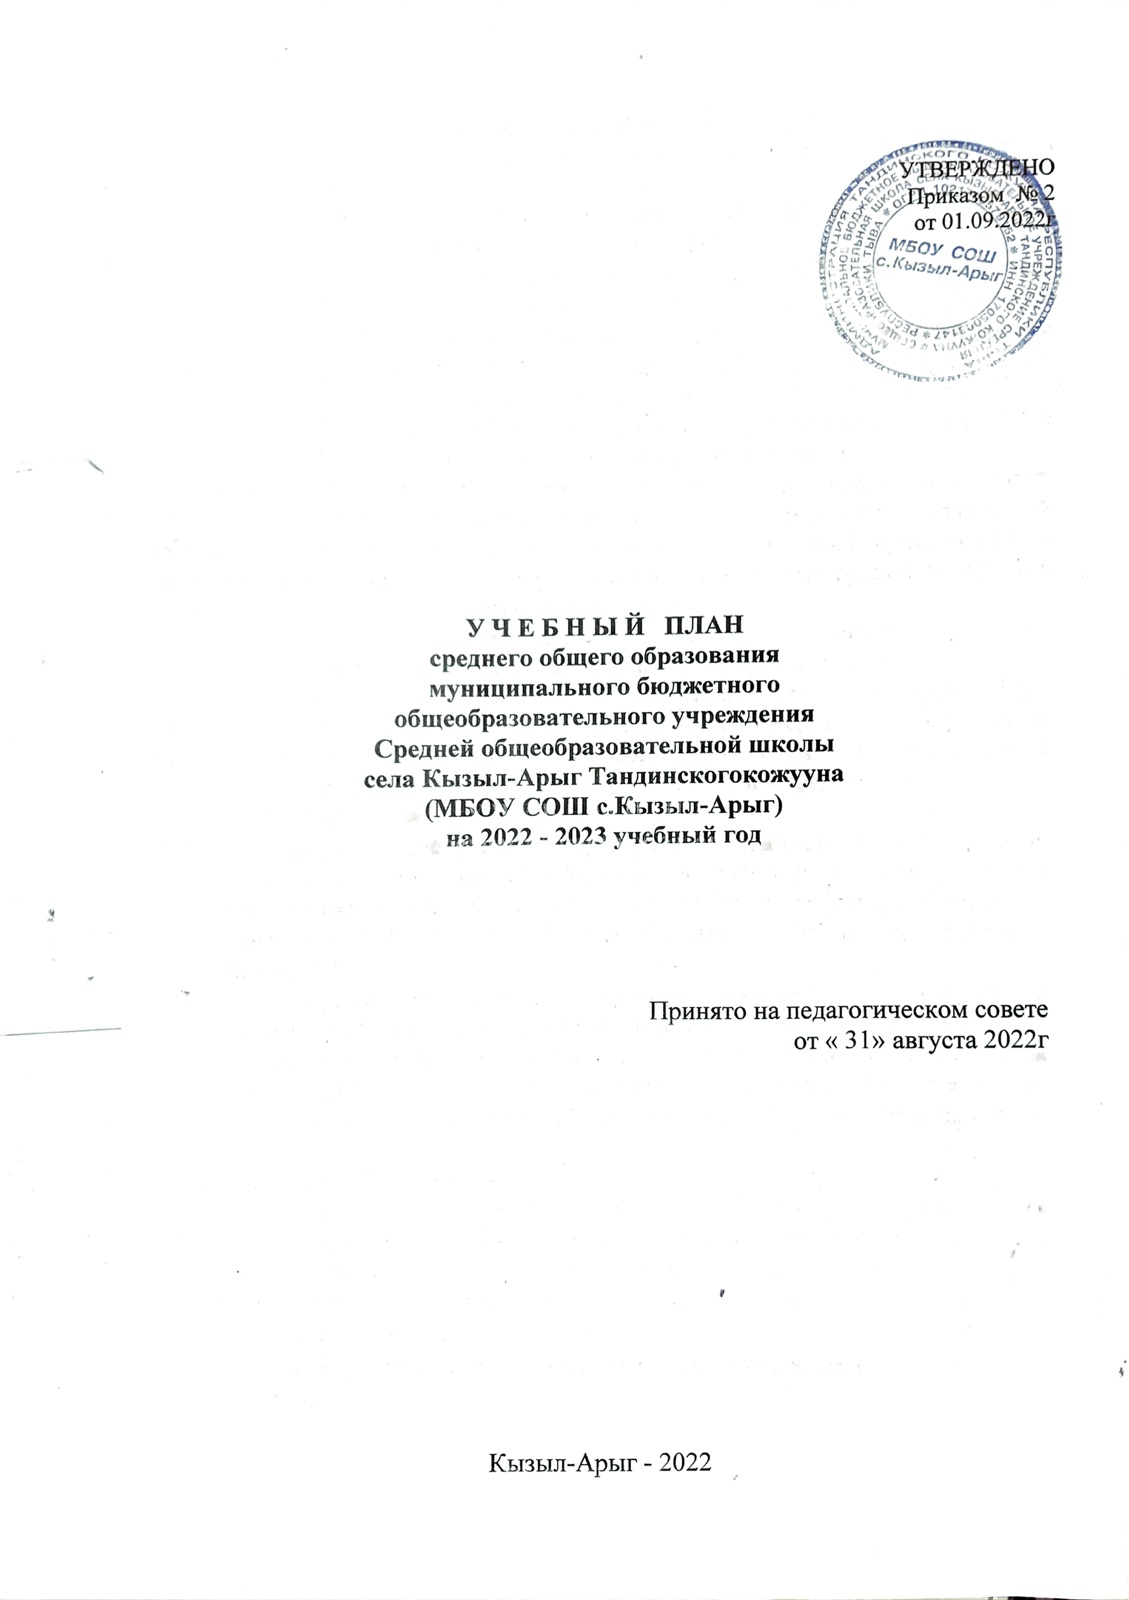 УТВЕРЖДЕНО
Приказом № 2
от 01.09.2022г
МБОУ СОШ
с.Кызыл-Арыг
У Ч Е Б Н Ы Й ПЛАН
среднего общего образования
муниципального бюджетного
общеобразовательного учреждения
Средней общеобразовательной школы
села Кызыл-Арыг Тандинскогокожууна
(МБОУ СОШ с.Кызыл-Арыг)
на 2022 - 2023 учебный год
Принято на педагогическом совете
от « 31» августа 2022г
Кызыл-Арыг - 2022